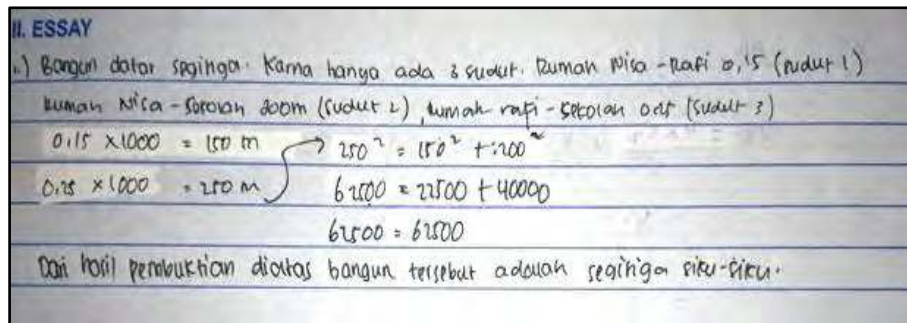 II. ESSAY
1.) Bangun datar segitiga. Karna hanya ada 3 sudut. Rumah Nisa - Rafi 0,15 (sudut 1)
Rumah Nisa - Sekolah 200m (sudut 2), rumah rafi - sekolah 0.25 (sudut 3)
0,15 x 1000 = 150 m
250² = 150² + 200²
0,25 x 1000 = 250 m
62500 = 22500 + 40000
62500 = 62500
Dari hasil pembuktian diatas bangun tersebut adalah segitiga siku-siku.